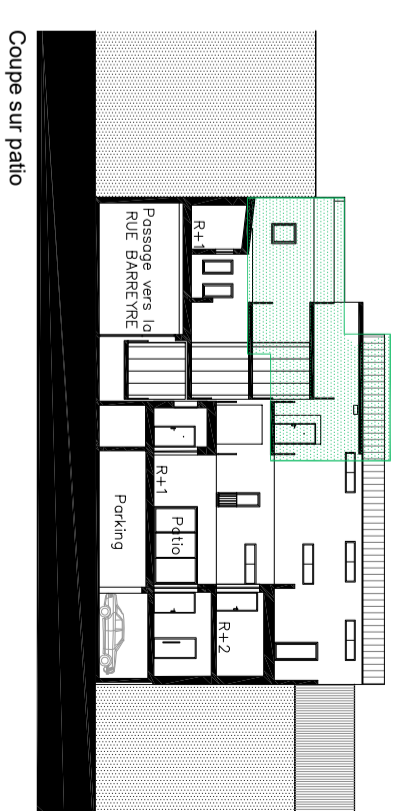 R+1
Passage vers la
RUE BARREYRE
R+2
R+1
Patio
Parking
Coupe sur patio